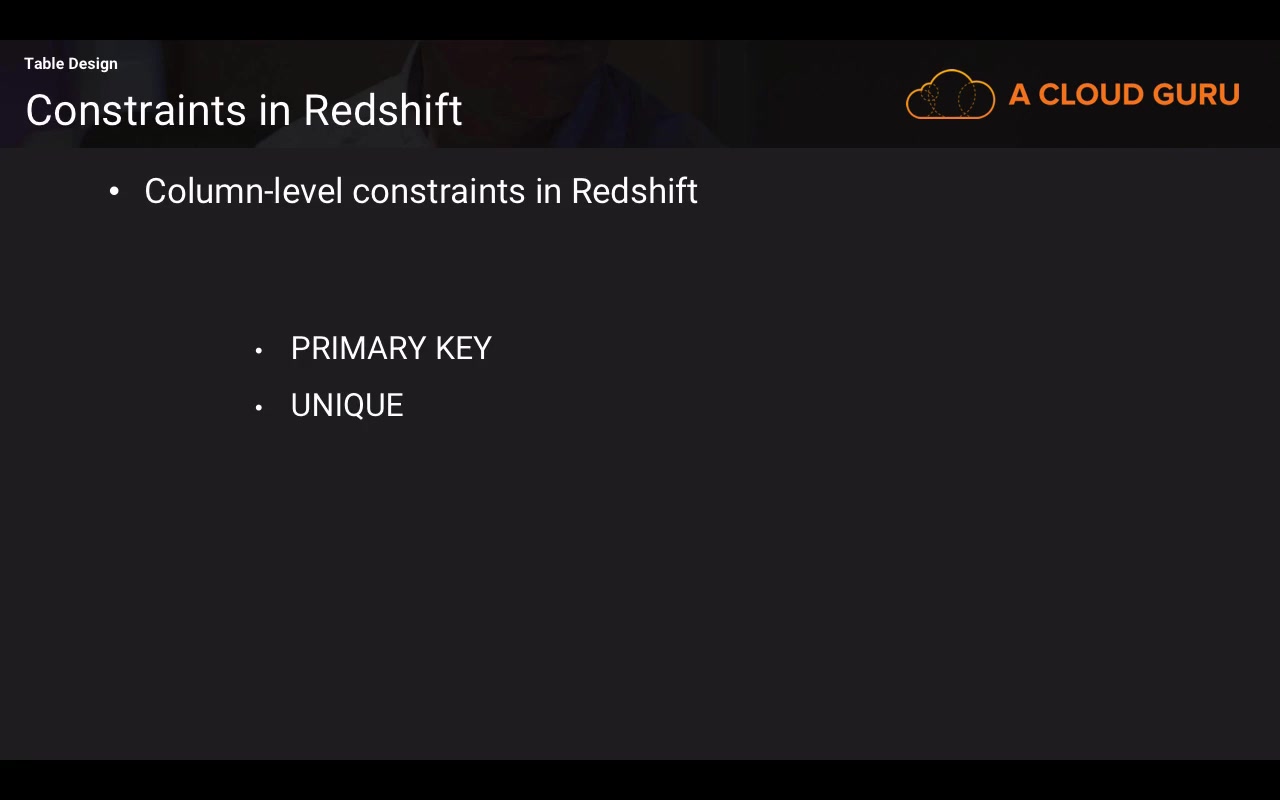 Table Design
Constraints in Redshift
A CLOUD GURU
• Column-level constraints in Redshift
• PRIMARY KEY
• UNIQUE